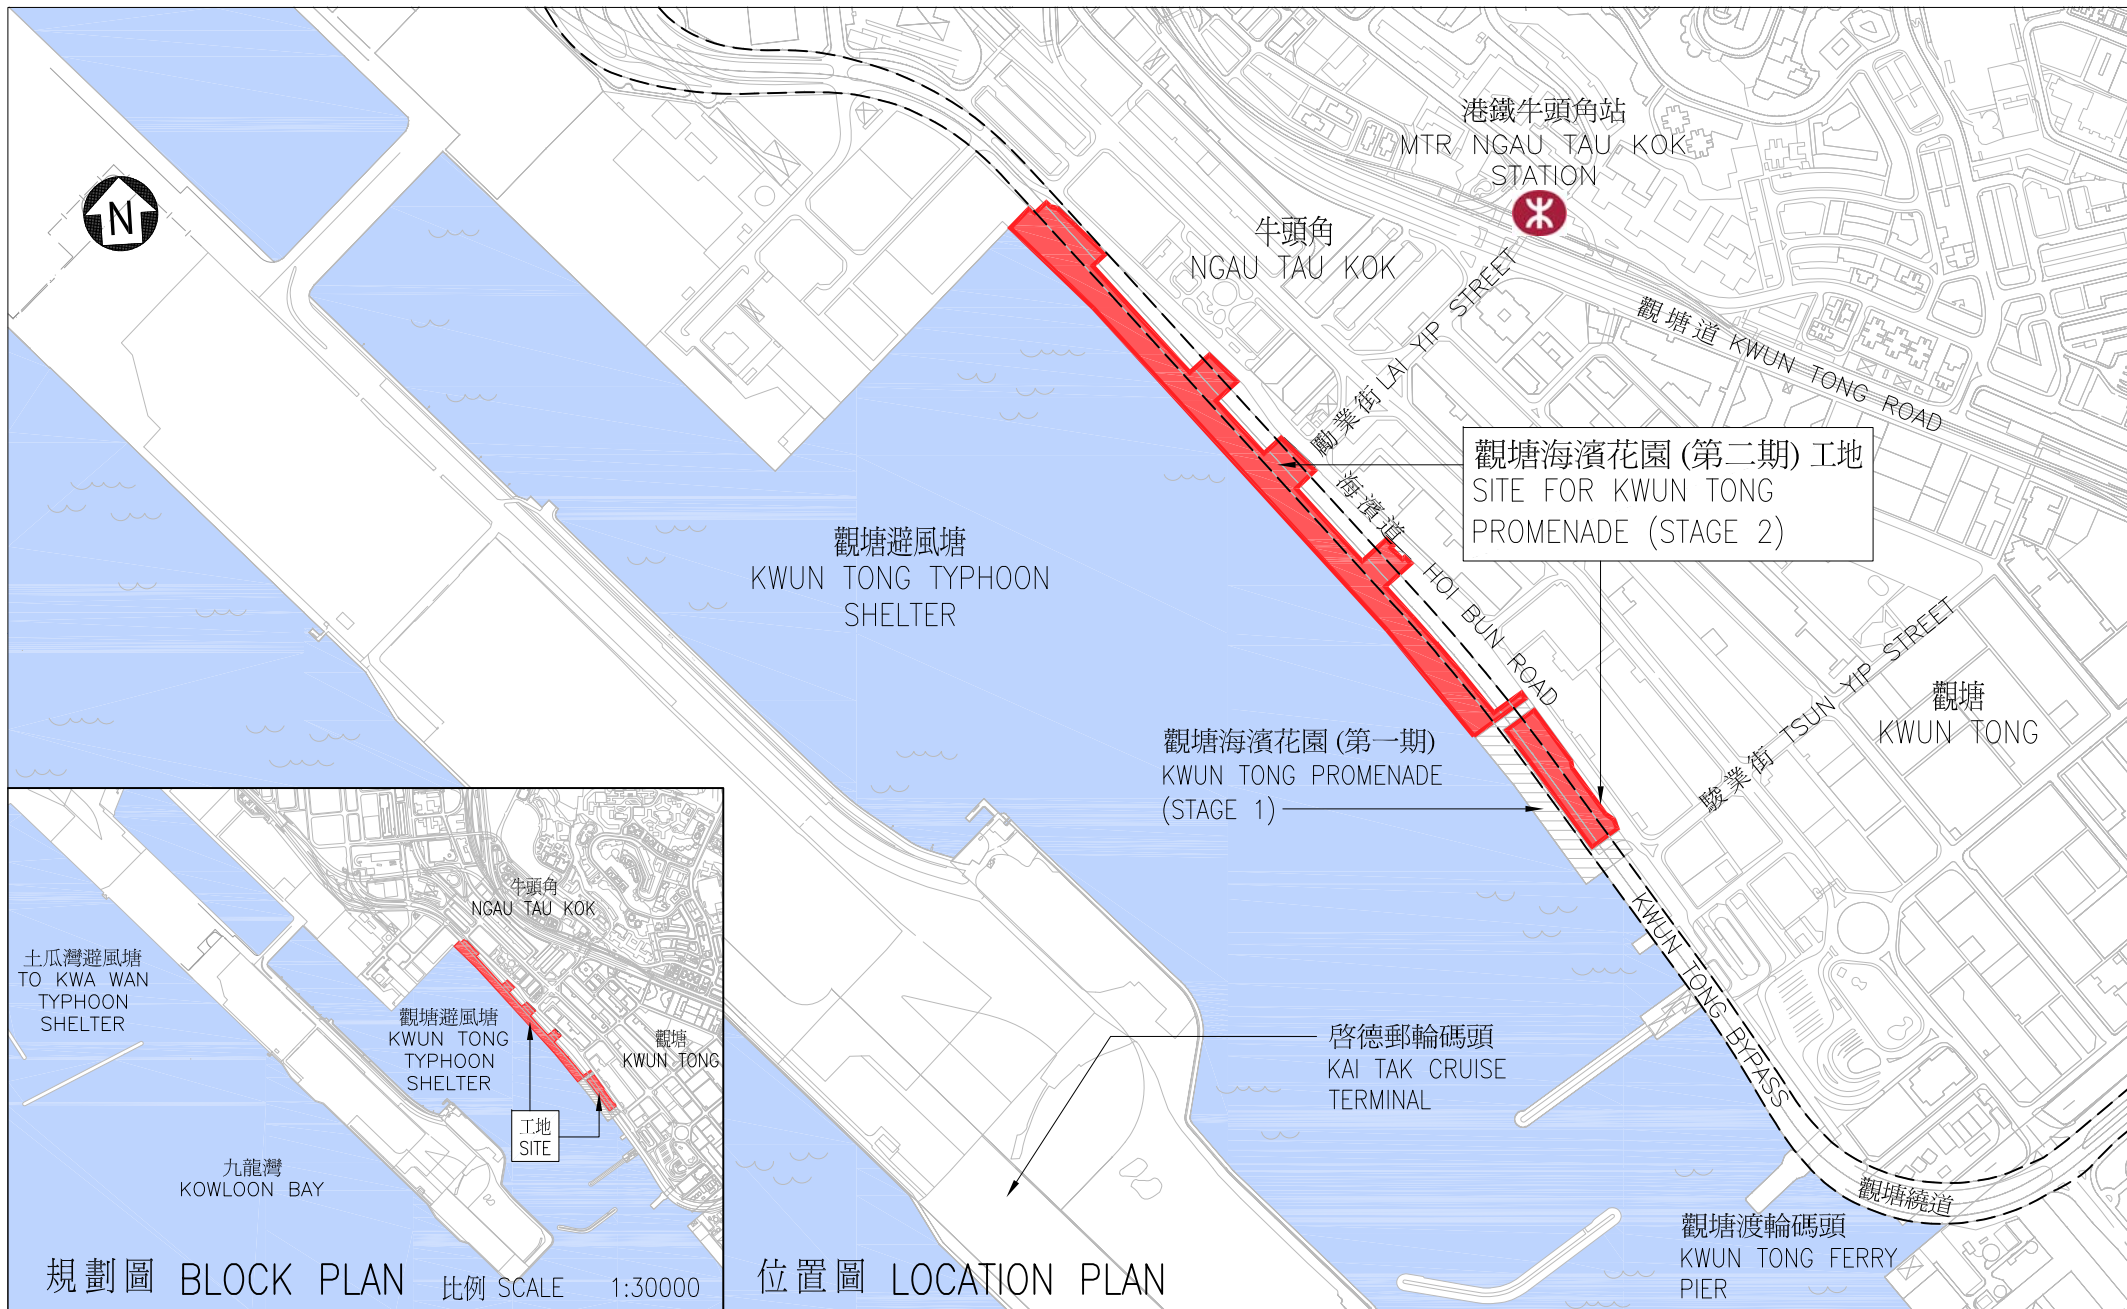 N
港鐵牛頭角站
MTR NGAU TAU KOK
STATION
牛頭角
NGAU TAU KOK
勵業街 LAI YIP STREET
觀塘道 KWUN TONG ROAD
觀塘海濱花園 (第二期) 工地
SITE FOR KWUN TONG
PROMENADE (STAGE 2)
海濱道 HOI BUN ROAD
觀塘避風塘
KWUN TONG TYPHOON
SHELTER
駿業街 TSUN YIP STREET
觀塘
KWUN TONG
觀塘海濱花園 (第一期)
KWUN TONG PROMENADE
(STAGE 1)
KWUN TONG BYPASS
觀塘繞道
啓德郵輪碼頭
KAI TAK CRUISE
TERMINAL
觀塘渡輪碼頭
KWUN TONG FERRY
PIER
位置圖 LOCATION PLAN
牛頭角
NGAU TAU KOK
土瓜灣避風塘
TO KWA WAN
TYPHOON
SHELTER
觀塘避風塘
KWUN TONG
TYPHOON
SHELTER
觀塘
KWUN TONG
工地
SITE
九龍灣
KOWLOON BAY
規劃圖 BLOCK PLAN 比例 SCALE 1:30000